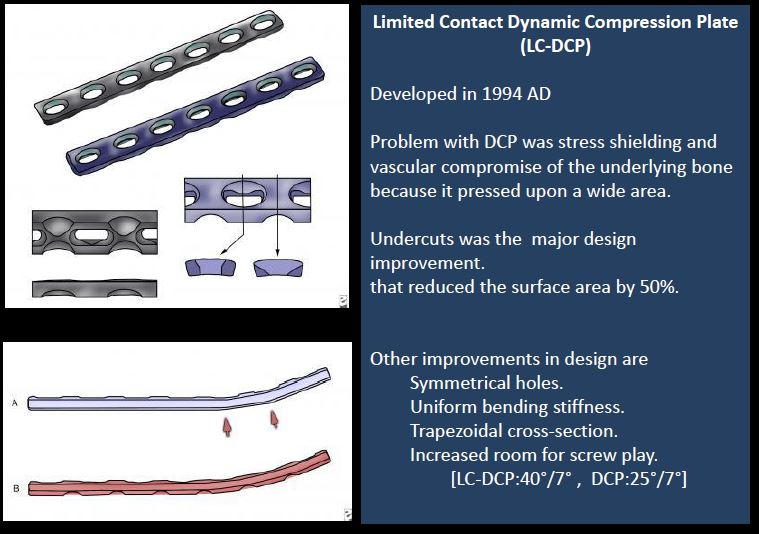 Limited Contact Dynamic Compression Plate
(LC-DCP)
Developed in 1994 AD
Problem with DCP was stress shielding and
vascular compromise of the underlying bone
because it pressed upon a wide area.
Undercuts was the  major design
improvement.
that reduced the surface area by 50%.
Other improvements in design are
Symmetrical holes.
Uniform bending stiffness.
Trapezoidal cross-section.
Increased room for screw play.
[LC-DCP:40°/7° ,  DCP:25°/7°]
A
B